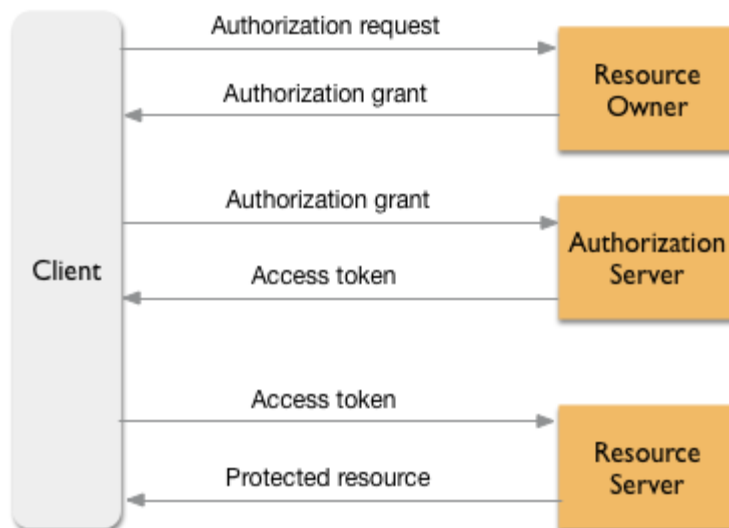 Authorization request
Resource
Owner
Authorization grant
Authorization grant
Authorization
Server
Client
Access token
Access token
Resource
Server
Protected resource